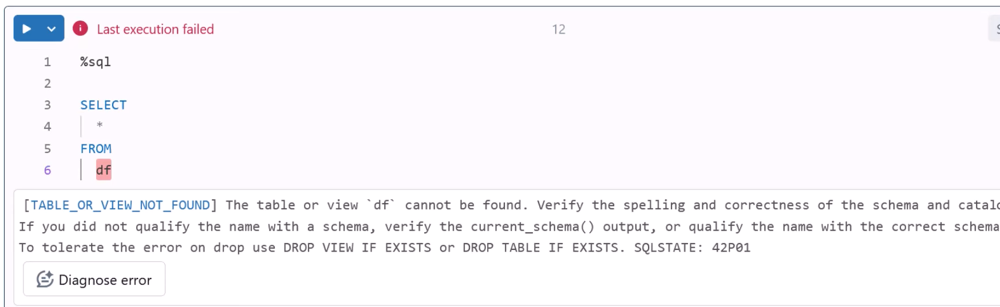 Last execution failed
12
1 %sql
2
3 SELECT
4 *
5 FROM
6 df
[TABLE_OR_VIEW_NOT_FOUND] The table or view `df` cannot be found. Verify the spelling and correctness of the schema and
If you did not qualify the name with a schema, verify the current_schema() output, or qualify the name with the correct schema
To tolerate the error on drop use DROP VIEW IF EXISTS or DROP TABLE IF EXISTS. SQLSTATE: 42P01
Diagnose error